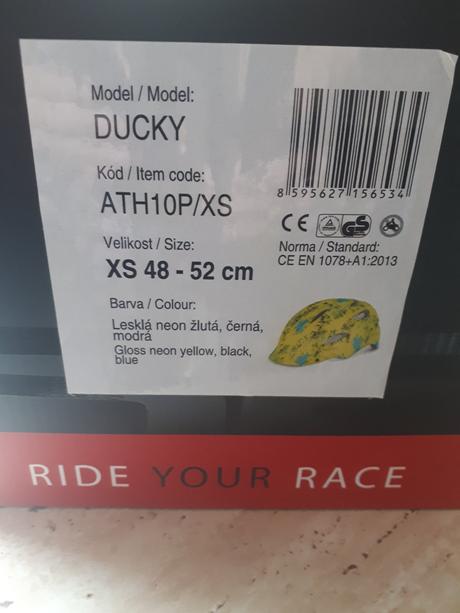 Model / Model:
DUCKY
Kód / Item code:
ATH10P/XS
Velikost / Size:
XS 48 - 52 cm
Barva / Colour:
Lesklá neon žlutá, černá,
modrá
Gloss neon yellow, black,
blue
8 595627 156534
CE GS
Norma / Standard:
CE EN 1078+A1:2013
RIDE YOUR RACE